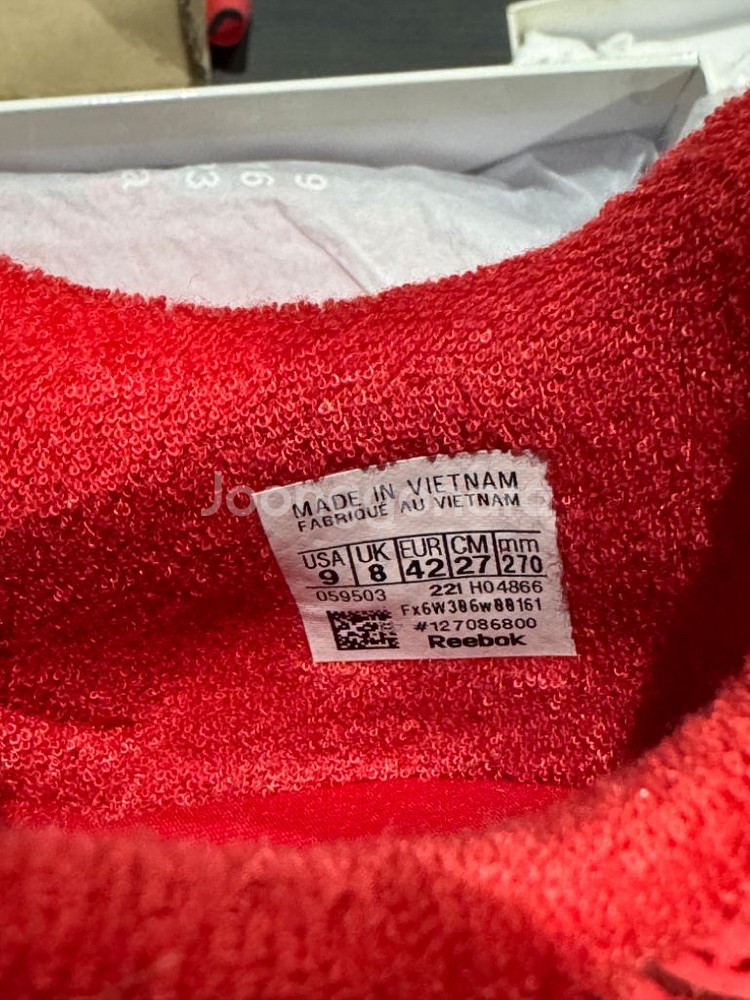 MADE IN VIETNAM
FABRIQUÉ AU VIETNAM
USA UK EUR CM mm
9 8 42 27 270
059503 221 H04866
Fx6W306w00161
#127086800
Reebok